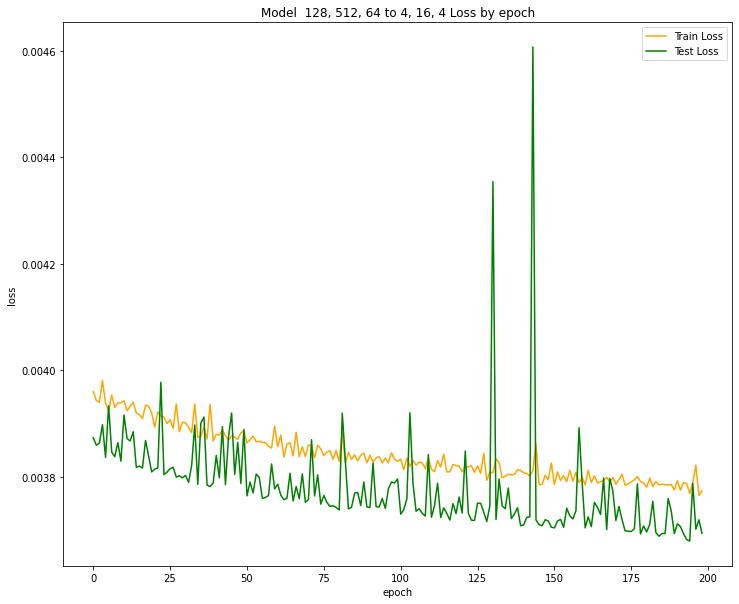 Model  128, 512, 64 to 4, 16, 4 Loss by epoch
Train Loss
Test Loss
0.0046
0.0044
0.0042
0.0040
0.0038
loss
0 25 50 75 100 125 150 175 200
epoch